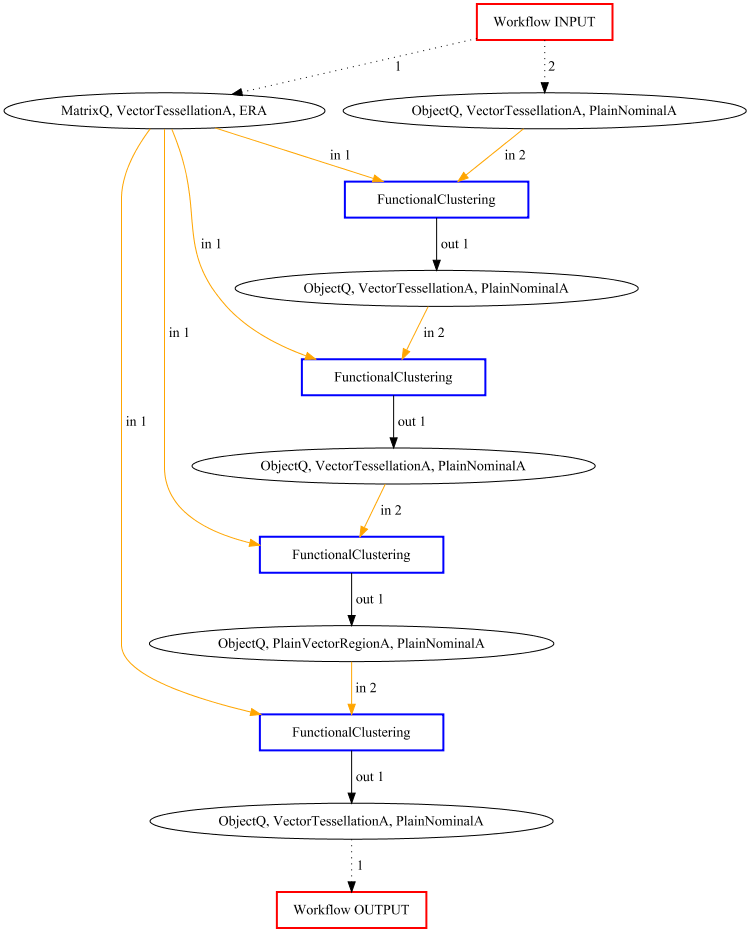 Workflow INPUT
1
2
MatrixQ, VectorTessellationA, ERA
ObjectQ, VectorTessellationA, PlainNominalA
in 1
in 2
FunctionalClustering
in 1
out 1
ObjectQ, VectorTessellationA, PlainNominalA
in 1
in 2
FunctionalClustering
in 1
out 1
ObjectQ, VectorTessellationA, PlainNominalA
in 2
FunctionalClustering
out 1
ObjectQ, PlainVectorRegionA, PlainNominalA
in 2
FunctionalClustering
out 1
ObjectQ, VectorTessellationA, PlainNominalA
1
Workflow OUTPUT